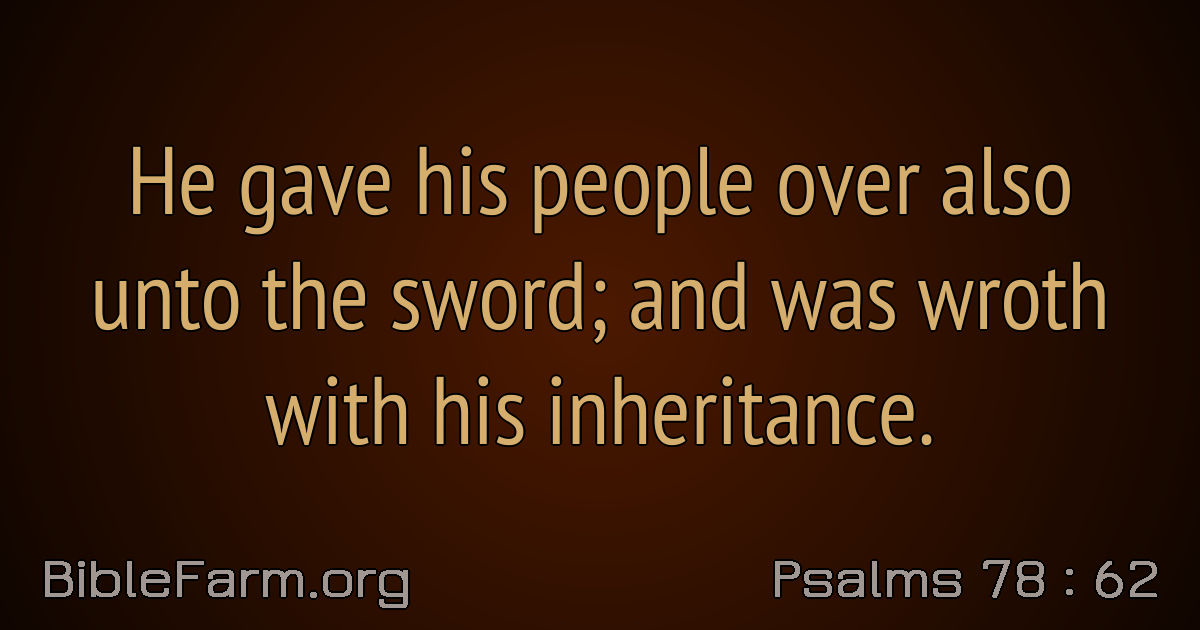 He gave his people over also
unto the sword; and was wroth
with his inheritance.
BibleFarm.org
Psalms 78 : 62